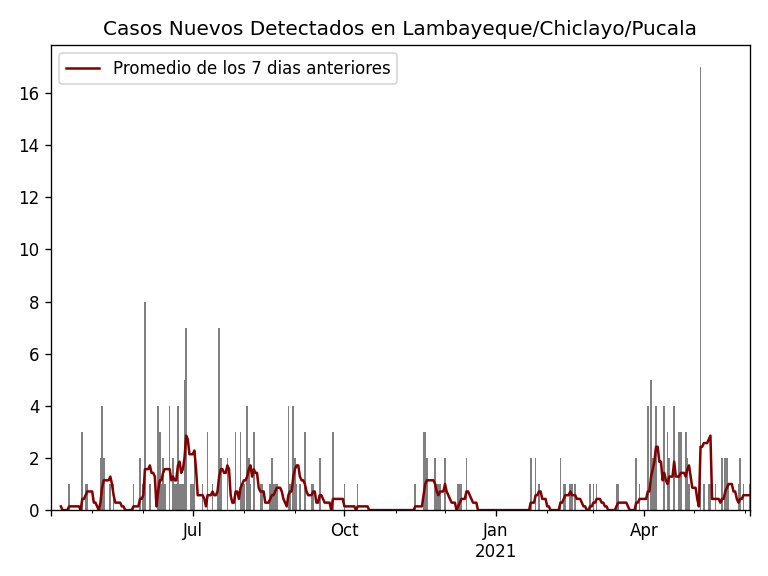 Casos Nuevos Detectados en Lambayeque/Chiclayo/Pucala
Promedio de los 7 dias anteriores
16
14
12
10
8
6
4
2
0
Jul
Oct
Jan
2021
Apr